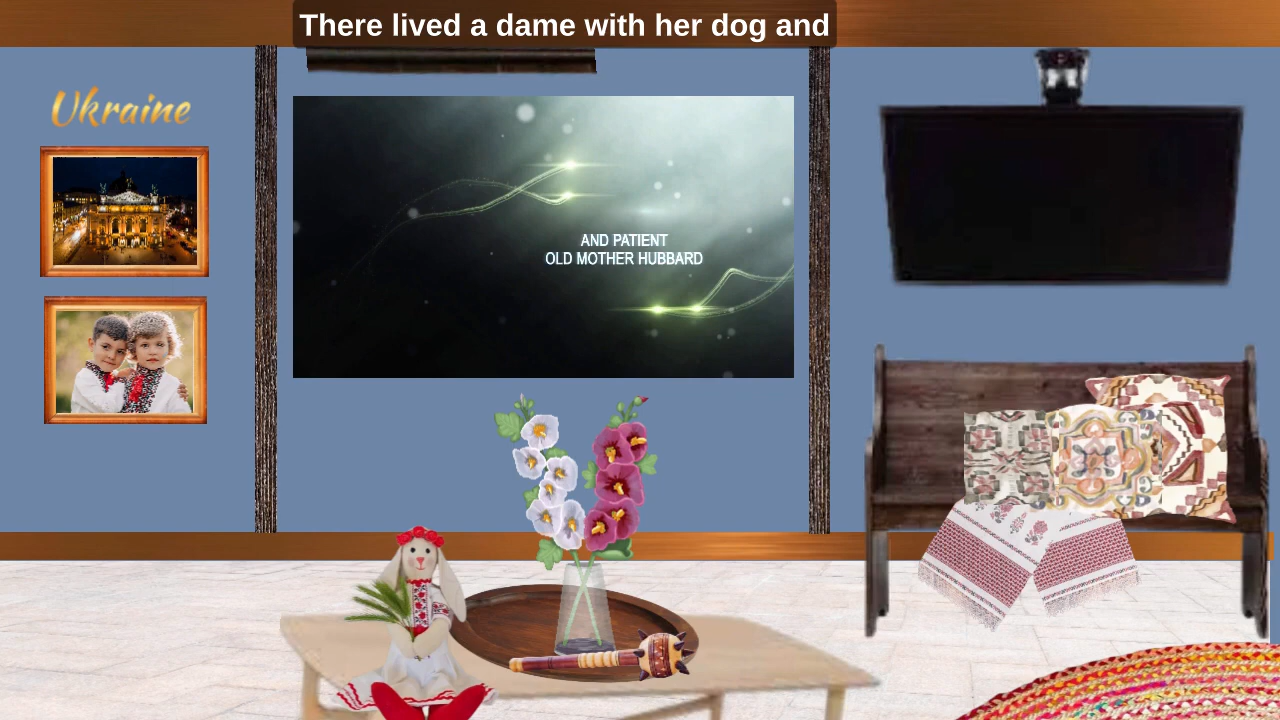 There lived a dame with her dog and
Ukraine
AND PATIENT
OLD MOTHER HUBBARD